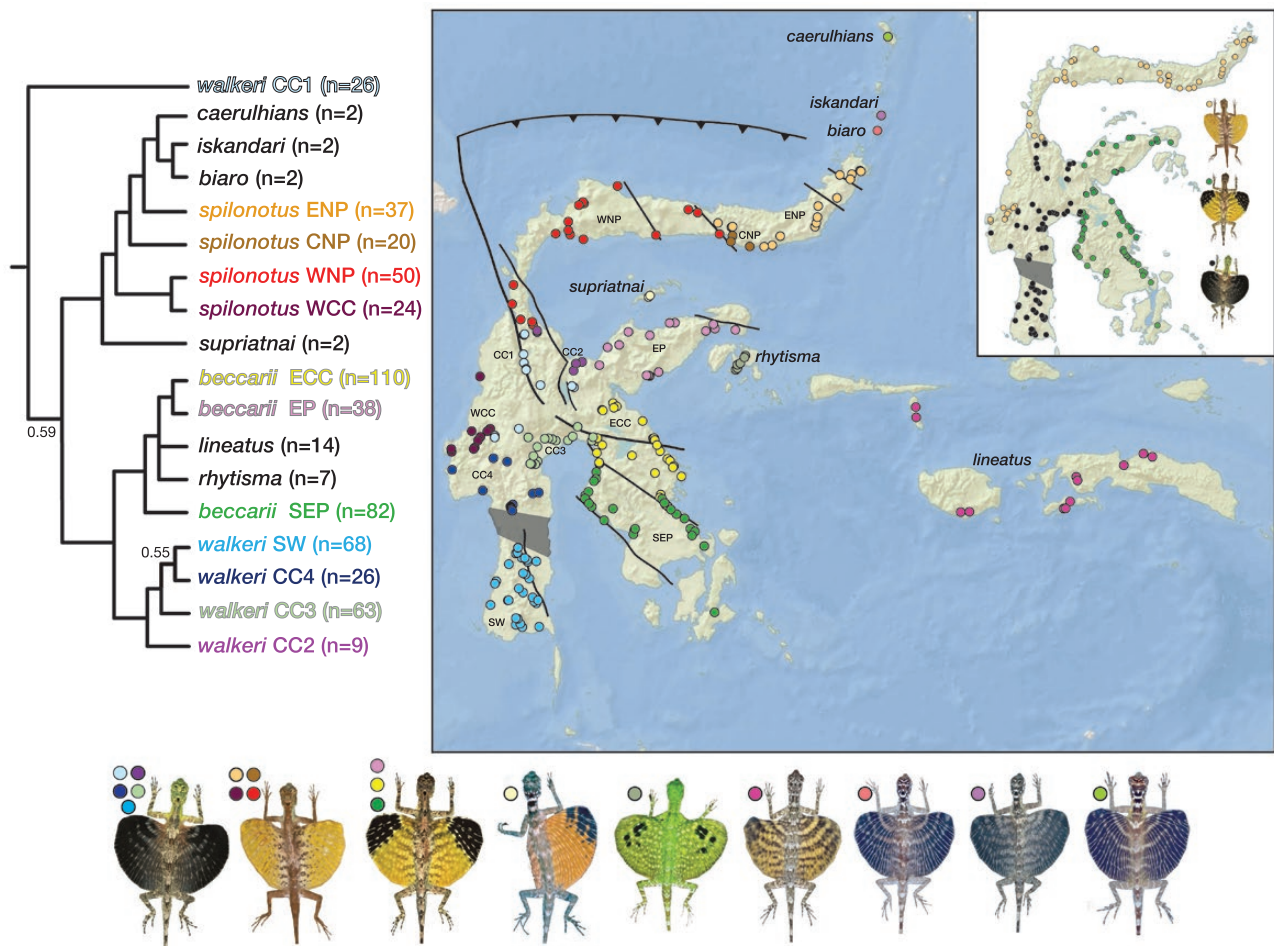 walkeri CC1 (n=26)
caerulhians (n=2)
iskandari (n=2)
biaro (n=2)
spilonotus ENP (n=37)
spilonotus CNP (n=20)
spilonotus WNP (n=50)
spilonotus WCC (n=24)
supriatnai (n=2)
beccarii ECC (n=110)
beccarii EP (n=38)
0.59
lineatus (n=14)
rhytisma (n=7)
beccarii SEP (n=82)
0.55
walkeri SW (n=68)
walkeri CC4 (n=26)
walkeri CC3 (n=63)
walkeri CC2 (n=9)
caerulhians
iskandari
biaro
WNP
ENP
CNP
supriatnai
CC1
CC2
EP
rhytisma
WCC
ECC
CC3
CC4
lineatus
SEP
SW